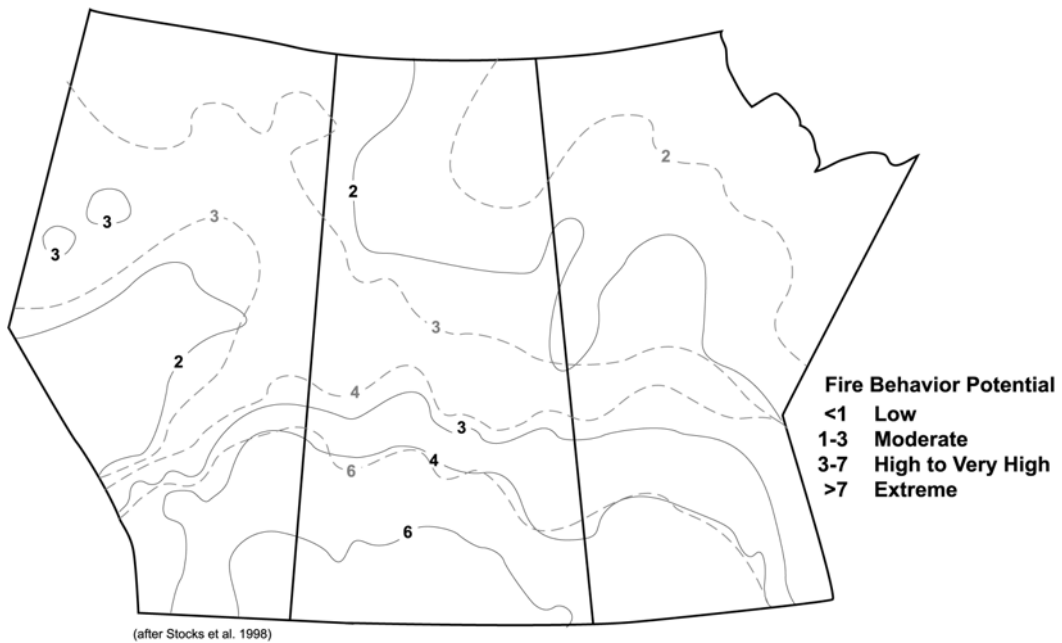 2
2
3
3
3
3
2
4
3
4
6
6
Fire Behavior Potential
<1 Low
1-3 Moderate
3-7 High to Very High
>7 Extreme
(after Stocks et al. 1998)